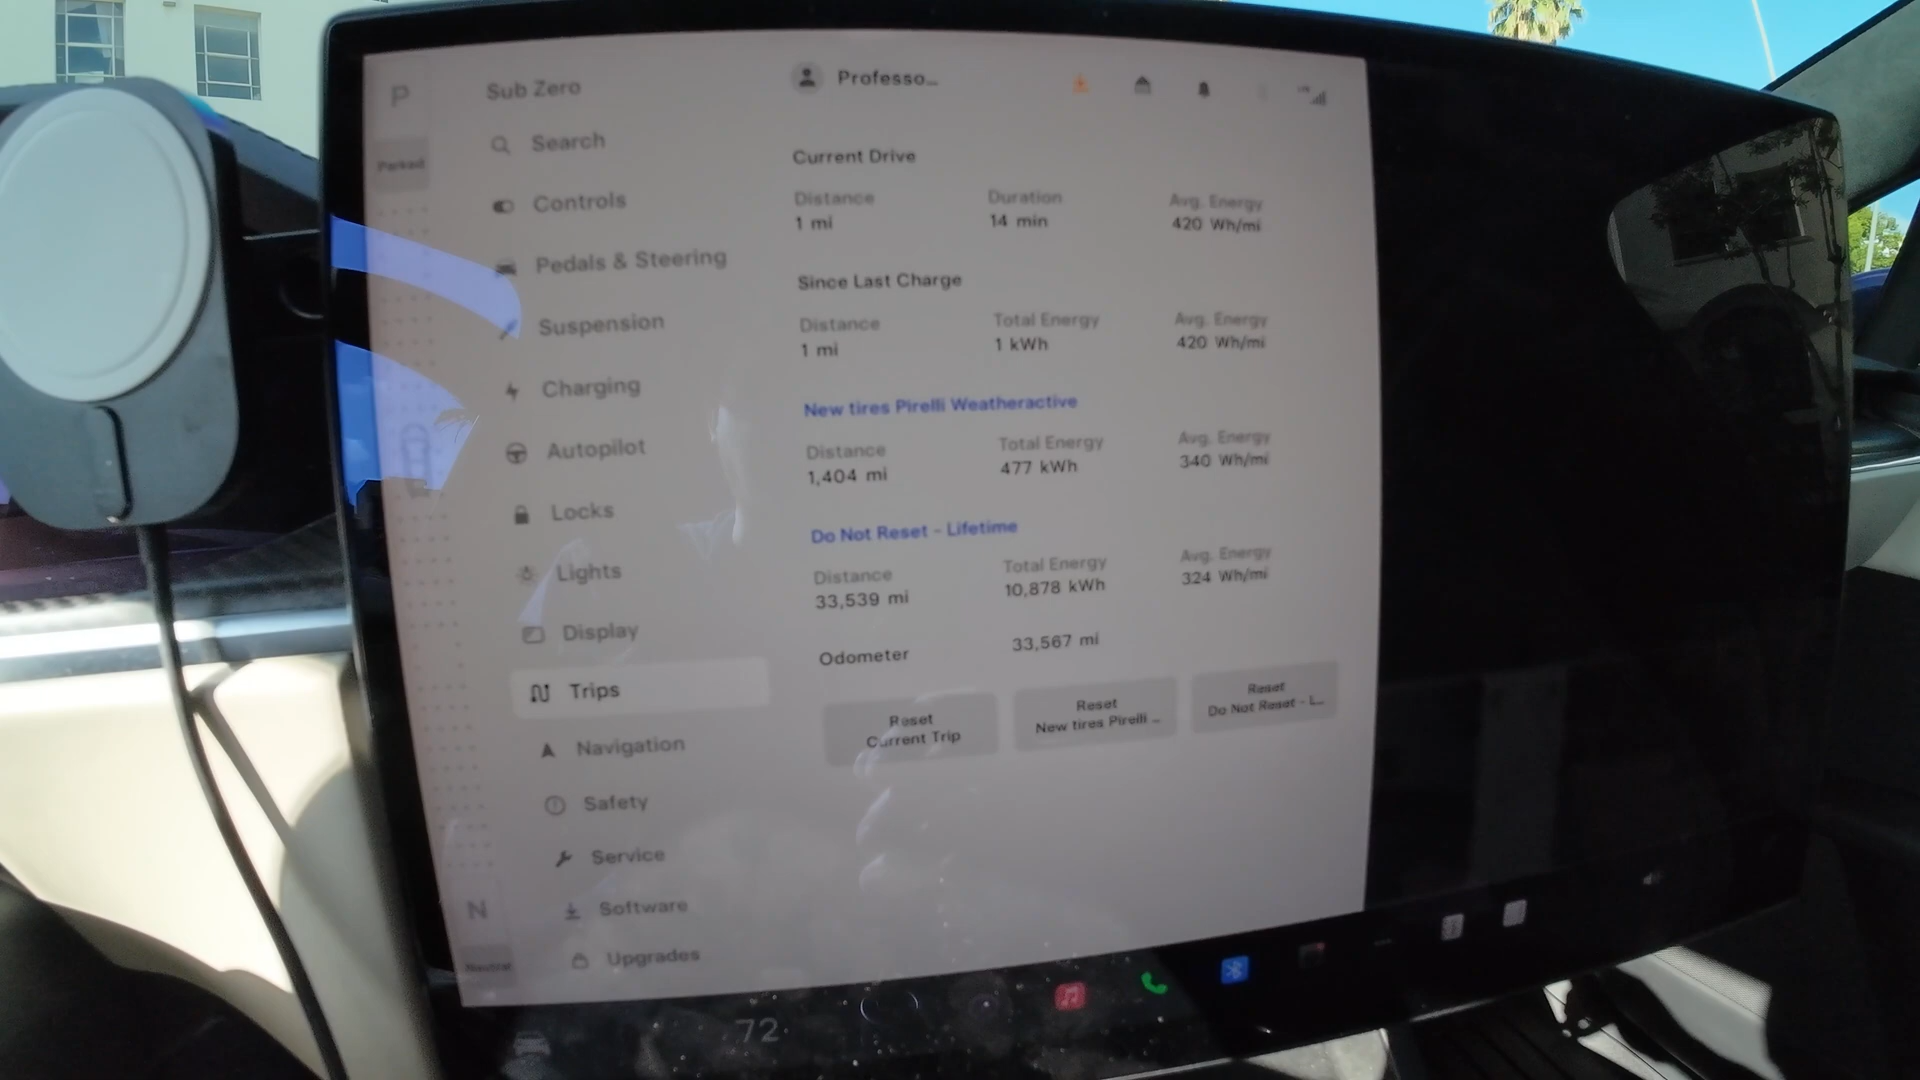 P
Parked
Sub Zero
Professo...
Search
Controls
Pedals & Steering
Suspension
Charging
Autopilot
Locks
Lights
Display
Trips
Navigation
Safety
Service
Software
Upgrades
N
Neutral
Current Drive
Distance Duration Avg. Energy
1 mi 14 min 420 Wh/mi
Since Last Charge
Distance Total Energy Avg. Energy
1 mi 1 kWh 420 Wh/mi
New tires Pirelli Weatheractive
Distance Total Energy Avg. Energy
1,404 mi 477 kWh 340 Wh/mi
Do Not Reset - Lifetime
Distance Total Energy Avg. Energy
33,539 mi 10,878 kWh 324 Wh/mi
Odometer 33,567 mi
Reset
Current Trip
Reset
New tires Pirelli ...
Reset
Do Not Reset - L...
72